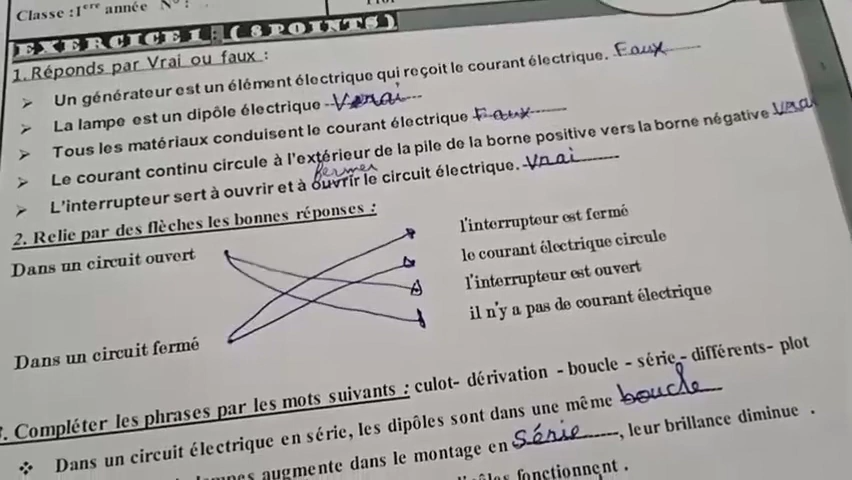 Classe :1ere année N° :
EXERCICE 1 : ( 8 POINTS )
1. Réponds par Vrai ou faux :
➢ Un générateur est un élément électrique qui reçoit le courant électrique. Faux
➢ La lampe est un dipôle électrique Vrai
➢ Tous les matériaux conduisent le courant électrique Faux
➢ Le courant continu circule à l'extérieur de la pile de la borne positive vers la borne négative Vrai
fermer
➢ L'interrupteur sert à ouvrir et à ouvrir le circuit électrique. Vrai
2. Relie par des flèches les bonnes réponses :
Dans un circuit ouvert
l'interrupteur est fermé
le courant électrique circule
l'interrupteur est ouvert
il n'y a pas de courant électrique
Dans un circuit fermé
. Compléter les phrases par les mots suivants : culot- dérivation - boucle - série - différents- plot
❖ Dans un circuit électrique en série, les dipôles sont dans une même boucle
augmente dans le montage en série, leur brillance diminue .
fonctionnent .